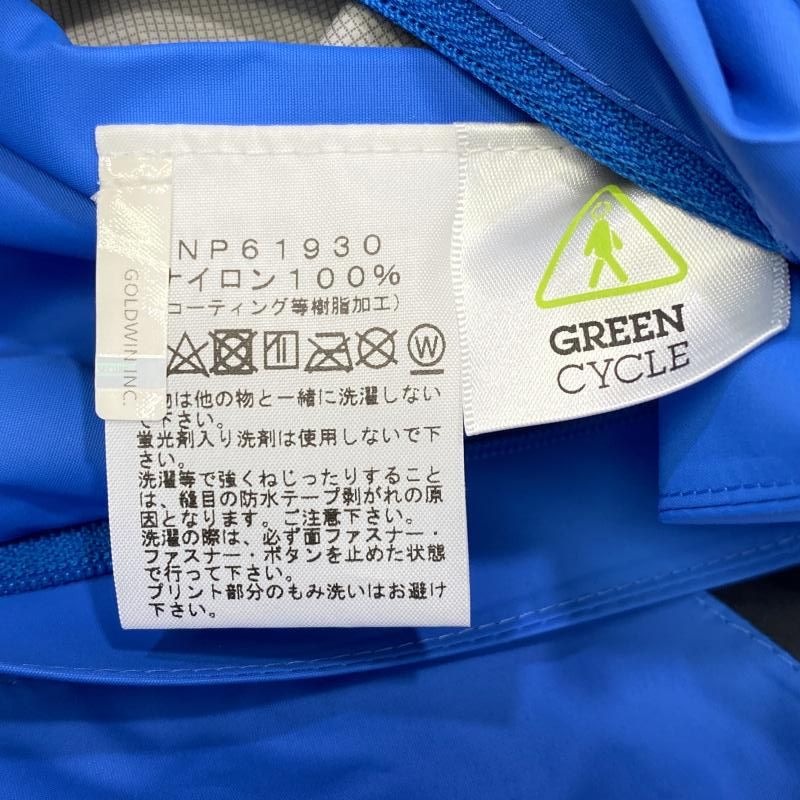 NP61930
ナイロン100%
コーティング等樹脂加工)
W
物は他の物と一緒に洗濯しない
で下さい。
蛍光剤入り洗剤は使用しないで下
さい。
洗濯等で強くねじったりすること
は、縫目の防水テープ剥がれの原
因となります。ご注意下さい。
洗濯の際は、必ず面ファスナー・
ファスナー・ボタンを止めた状態
で行って下さい。
プリント部分のもみ洗いはお避け
下さい。
GOLDWIN INC.
GREEN
CYCLE